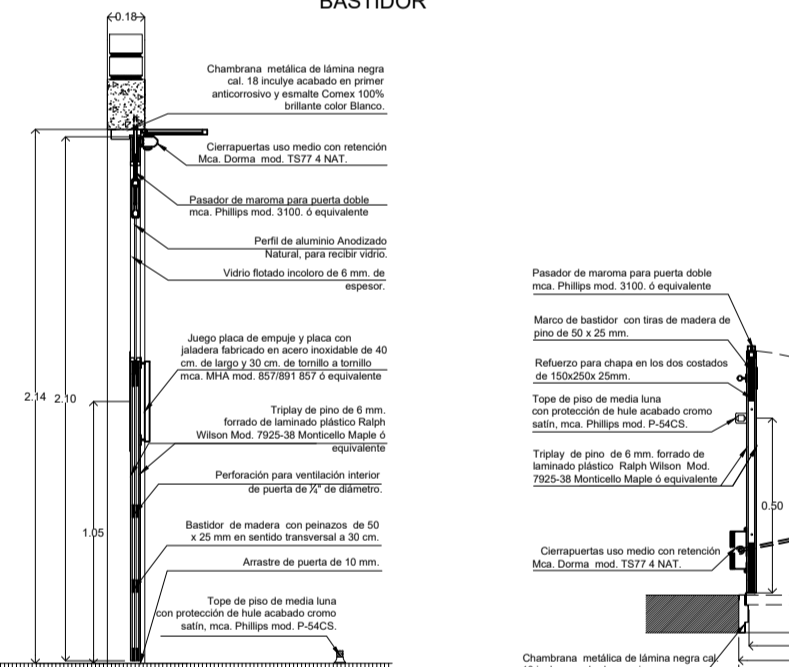 BASTIDOR
0.18
Chambrana metálica de lámina negra
cal. 18 inculye acabado en primer
anticorrosivo y esmalte Comex 100%
brillante color Blanco.
Cierrapuertas uso medio con retención
Mca. Dorma mod. TS77 4 NAT.
Pasador de maroma para puerta doble
mca. Phillips mod. 3100. ó equivalente
Perfil de aluminio Anodizado
Natural, para recibir vidrio.
Vidrio flotado incoloro de 6 mm. de
espesor.
Juego placa de empuje y placa con
jaladera fabricado en acero inoxidable de 40
cm. de largo y 30 cm. de tornillo a tornillo
mca. MHA mod. 857/891 857 ó equivalente
2.14
2.10
Triplay de pino de 6 mm.
forrado de laminado plástico Ralph
Wilson Mod. 7925-38 Monticello Maple ó
equivalente
Perforación para ventilación interior
de puerta de " de diámetro.
1.05
Bastidor de madera con peinazos de 50
x 25 mm en sentido transversal a 30 cm.
Arrastre de puerta de 10 mm.
Tope de piso de media luna
con protección de hule acabado cromo
satín, mca. Phillips mod. P-54CS.
Pasador de maroma para puerta doble
mca. Phillips mod. 3100. ó equivalente
Marco de bastidor con tiras de madera de
pino de 50 x 25 mm.
Refuerzo para chapa en los dos costados
de 150x250x 25mm.
Tope de piso de media luna
con protección de hule acabado cromo
satín, mca. Phillips mod. P-54CS.
Triplay de pino de 6 mm. forrado de
laminado plástico Ralph Wilson Mod.
7925-38 Monticello Maple ó equivalente
0.50
Cierrapuertas uso medio con retención
Mca. Dorma mod. TS77 4 NAT.
Chambrana metálica de lámina negra cal.